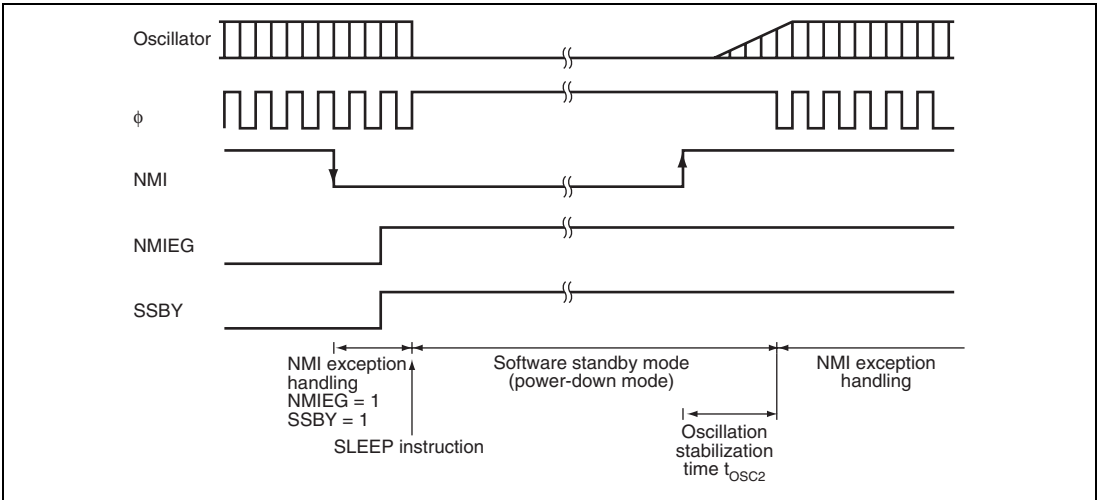 Oscillator
φ
NMI
NMIEG
SSBY
NMI exception
handling
NMIEG = 1
SSBY = 1
SLEEP instruction
Software standby mode
(power-down mode)
Oscillation
stabilization
time tOSC2
NMI exception
handling